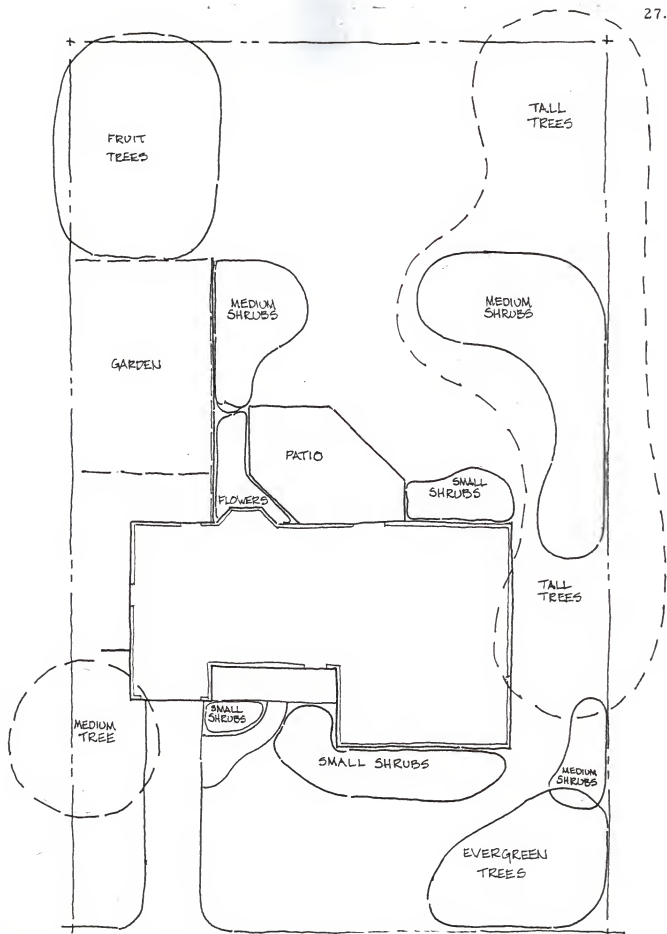 27.
FRUIT
TREES
TALL
TREES
MEDIUM
SHRUBS
MEDIUM
SHRUBS
GARDEN
PATIO
SMALL
SHRUBS
FLOWERS
TALL
TREES
SMALL
SHRUBS
MEDIUM
TREE
SMALL SHRUBS
MEDIUM
SHRUBS
EVERGREEN
TREES